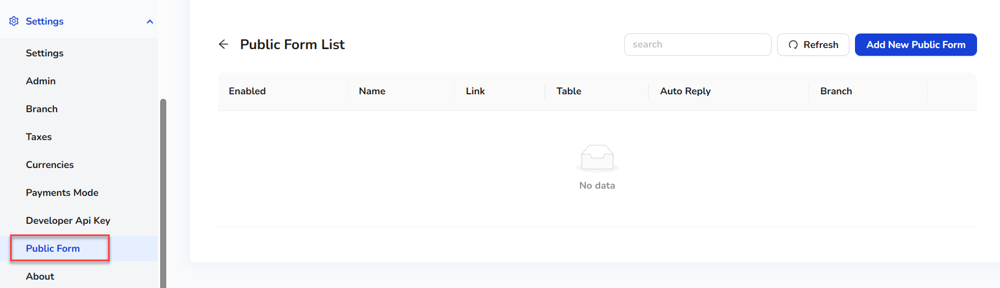 Settings
Settings
Admin
Branch
Taxes
Currencies
Payments Mode
Developer Api Key
Public Form
About
Public Form List
search
Refresh
Add New Public Form
Enabled Name Link Table Auto Reply Branch
No data